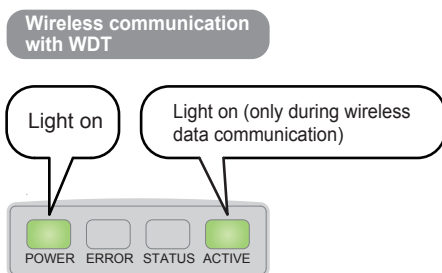 Wireless communication
with WDT
Light on
Light on (only during wireless
data communication)
POWER ERROR STATUS ACTIVE